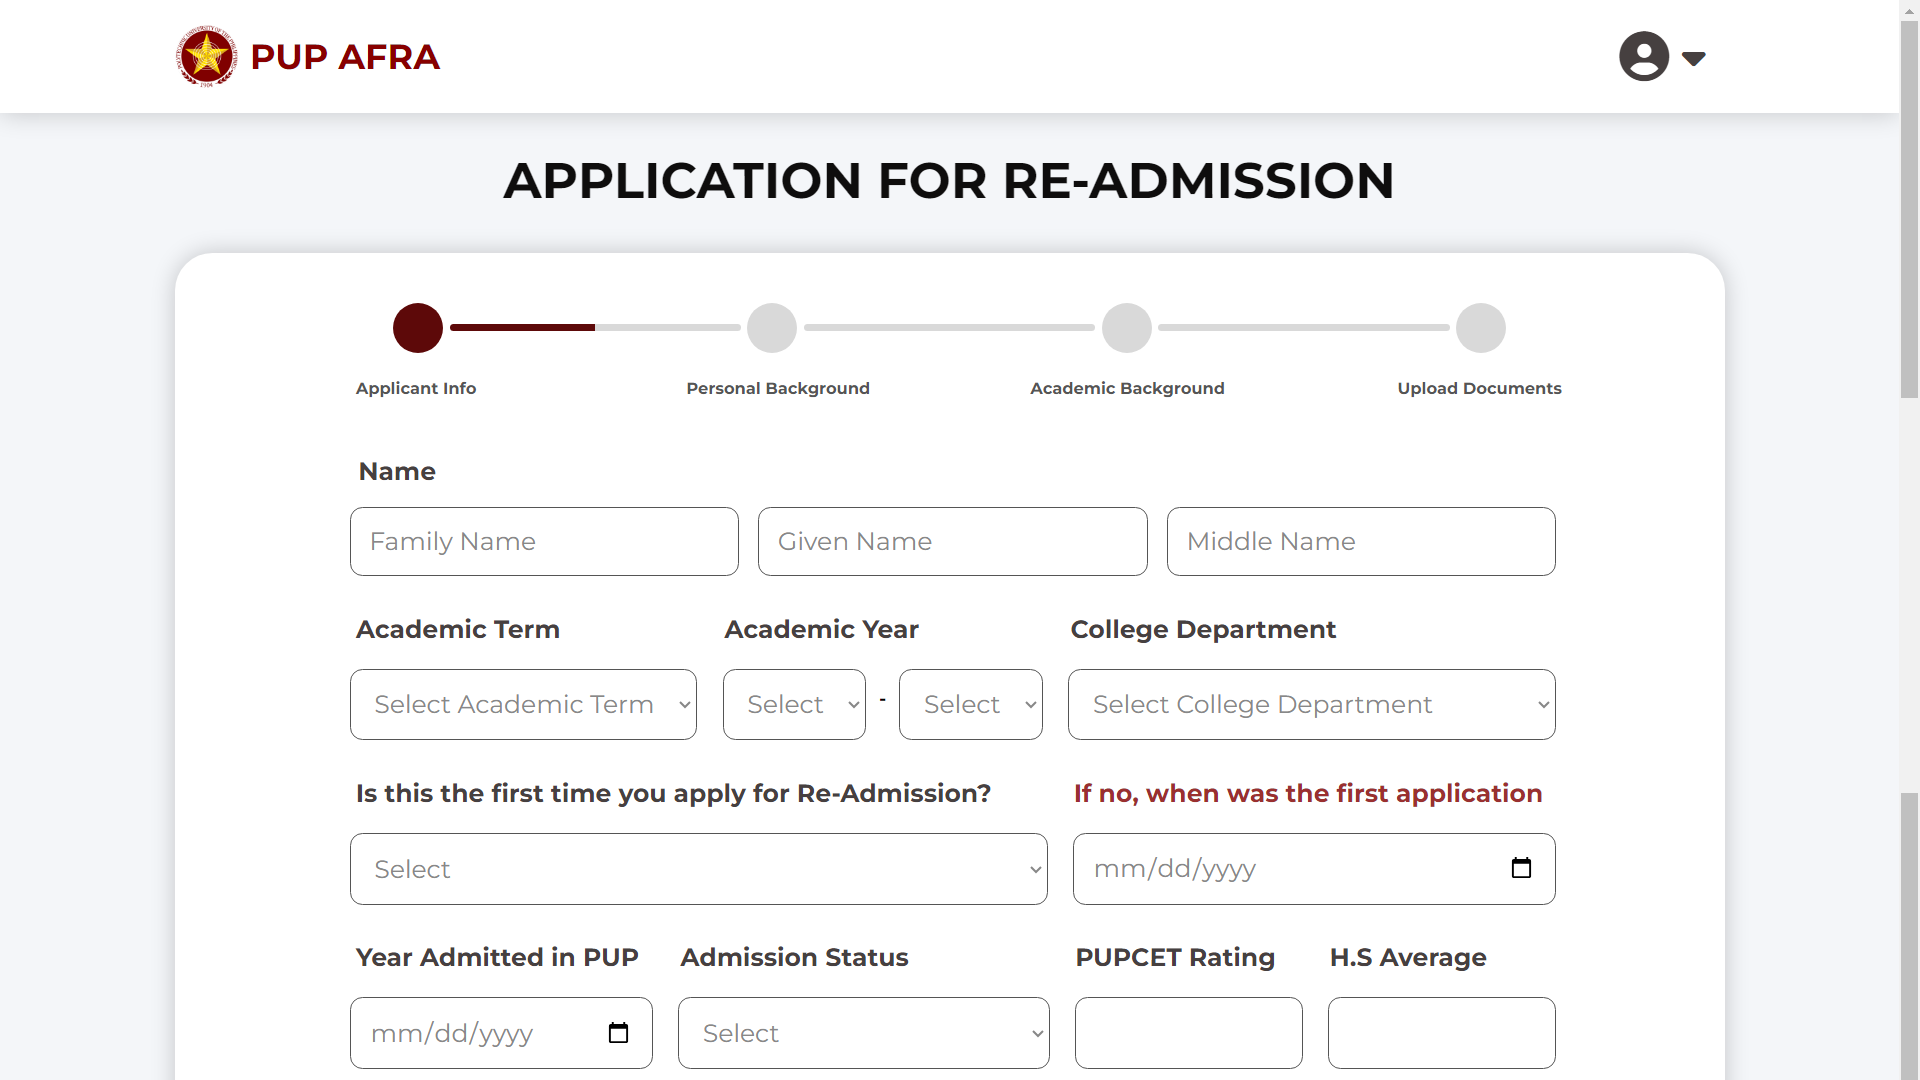 PUP AFRA
APPLICATION FOR RE-ADMISSION
Applicant Info Personal Background Academic Background Upload Documents
Name
Family Name Given Name Middle Name
Academic Term Academic Year College Department
Select Academic Term Select - Select Select College Department
Is this the first time you apply for Re-Admission? If no, when was the first application
Select mm/dd/yyyy
Year Admitted in PUP Admission Status PUPCET Rating H.S Average
mm/dd/yyyy Select